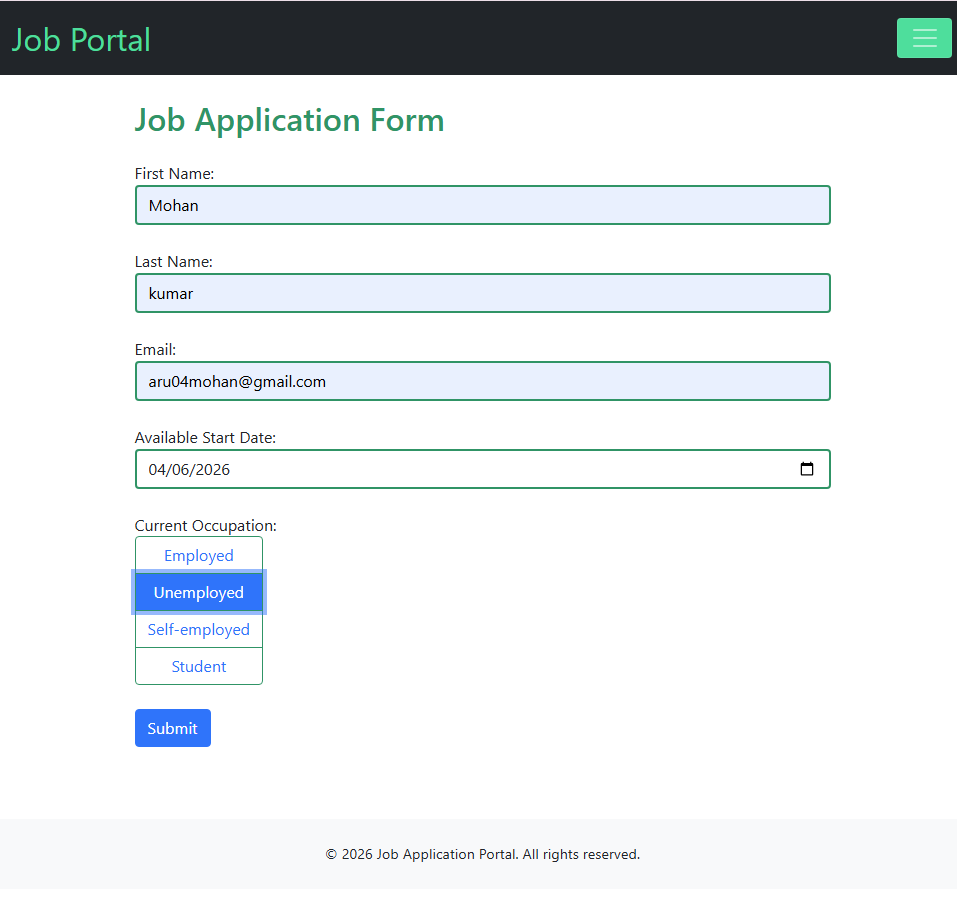 Job Portal
Job Application Form
First Name:
Mohan
Last Name:
kumar
Email:
aru04mohan@gmail.com
Available Start Date:
04/06/2026
Current Occupation:
Employed
Unemployed
Self-employed
Student
Submit
© 2026 Job Application Portal. All rights reserved.